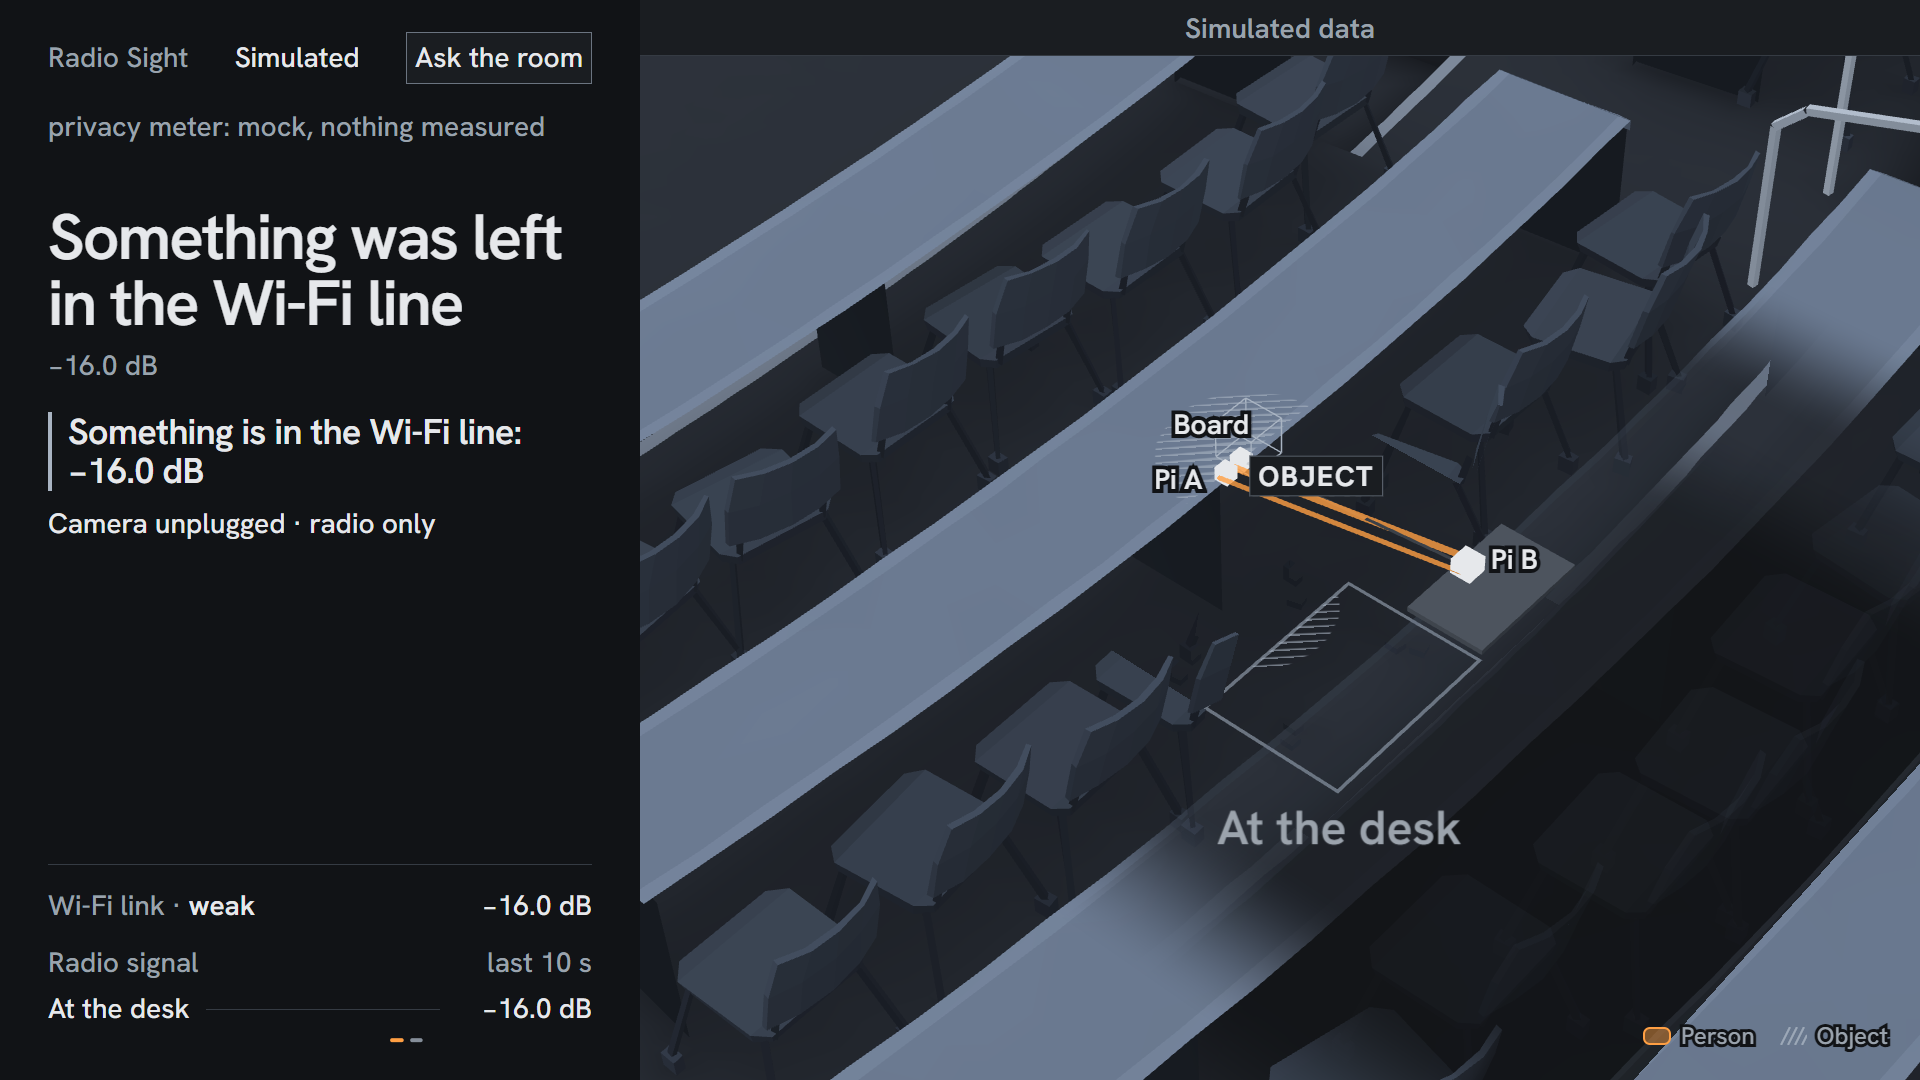 Radio Sight
Simulated
Ask the room
privacy meter: mock, nothing measured
Something was left
in the Wi-Fi line
−16.0 dB
Something is in the Wi-Fi line:
−16.0 dB
Camera unplugged · radio only
Wi-Fi link · weak
−16.0 dB
Radio signal
last 10 s
At the desk
−16.0 dB
Simulated data
Board
Pi A
OBJECT
Pi B
At the desk
Person
Object